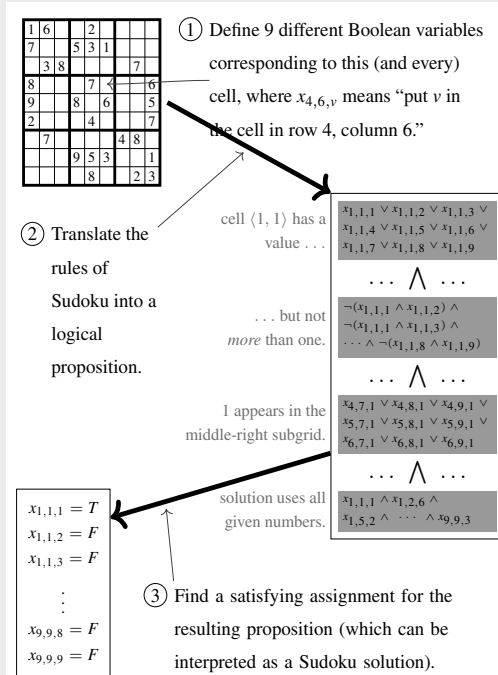 1 6 2
7 5 3 1
3 8 7
8 7 6
9 8 6 5
2 4 7
7 4 8
9 5 3 1
8 2 3
1 Define 9 different Boolean variables
corresponding to this (and every)
cell, where x4,6,v means “put v in
the cell in row 4, column 6.”
2 Translate the
rules of
Sudoku into a
logical
proposition.
cell ⟨1, 1⟩ has a
value . . .
x1,1,1 ∨ x1,1,2 ∨ x1,1,3 ∨
x1,1,4 ∨ x1,1,5 ∨ x1,1,6 ∨
x1,1,7 ∨ x1,1,8 ∨ x1,1,9
· · · ∧ · · ·
. . . but not
more than one.
¬(x1,1,1 ∧ x1,1,2) ∧
¬(x1,1,1 ∧ x1,1,3) ∧
· · · ∧ ¬(x1,1,8 ∧ x1,1,9)
· · · ∧ · · ·
1 appears in the
middle-right subgrid.
x4,7,1 ∨ x4,8,1 ∨ x4,9,1 ∨
x5,7,1 ∨ x5,8,1 ∨ x5,9,1 ∨
x6,7,1 ∨ x6,8,1 ∨ x6,9,1
· · · ∧ · · ·
solution uses all
given numbers.
x1,1,1 ∧ x1,2,6 ∧
x1,5,2 ∧ · · · ∧ x9,9,3
x1,1,1 = T
x1,1,2 = F
x1,1,3 = F
⋮
x9,9,8 = F
x9,9,9 = F
3 Find a satisfying assignment for the
resulting proposition (which can be
interpreted as a Sudoku solution).